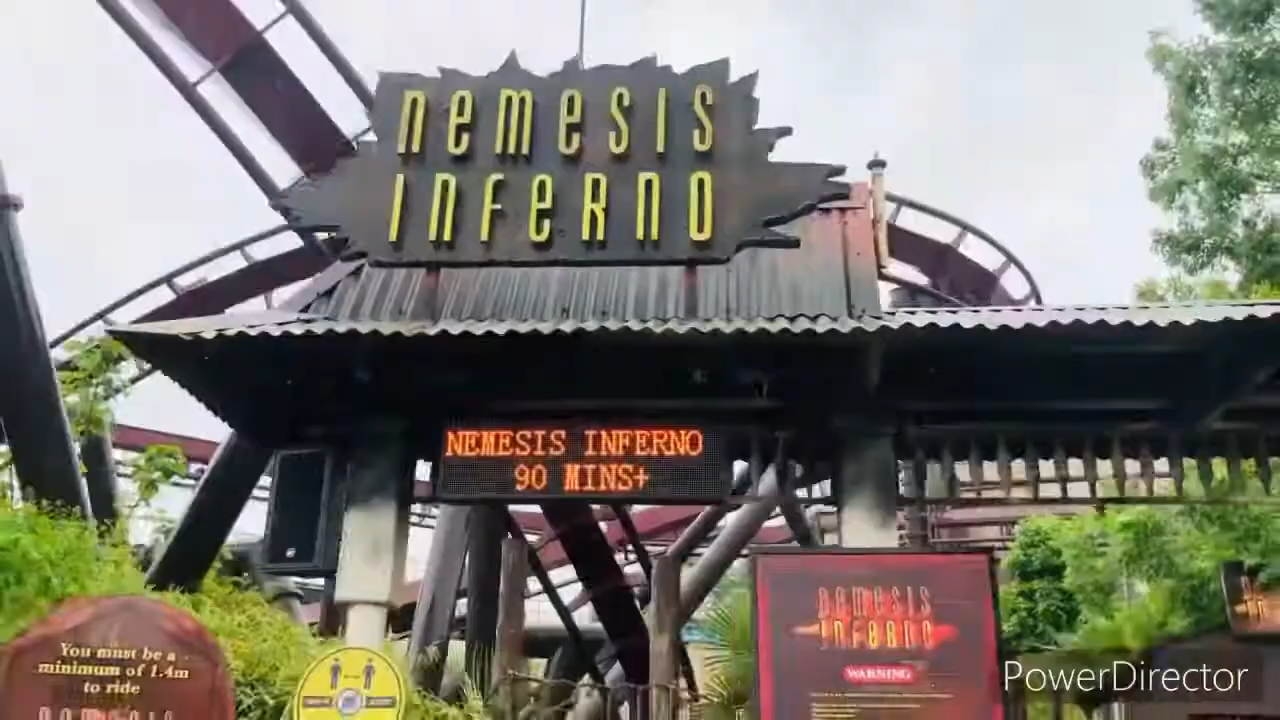 nemesis
INFeRnO
NEMESIS INFERNO
90 MINS+
You must be a
minimum of 1.4m
to ride
nemesis
nemesis
INFERNO
WARNING
PowerDirector